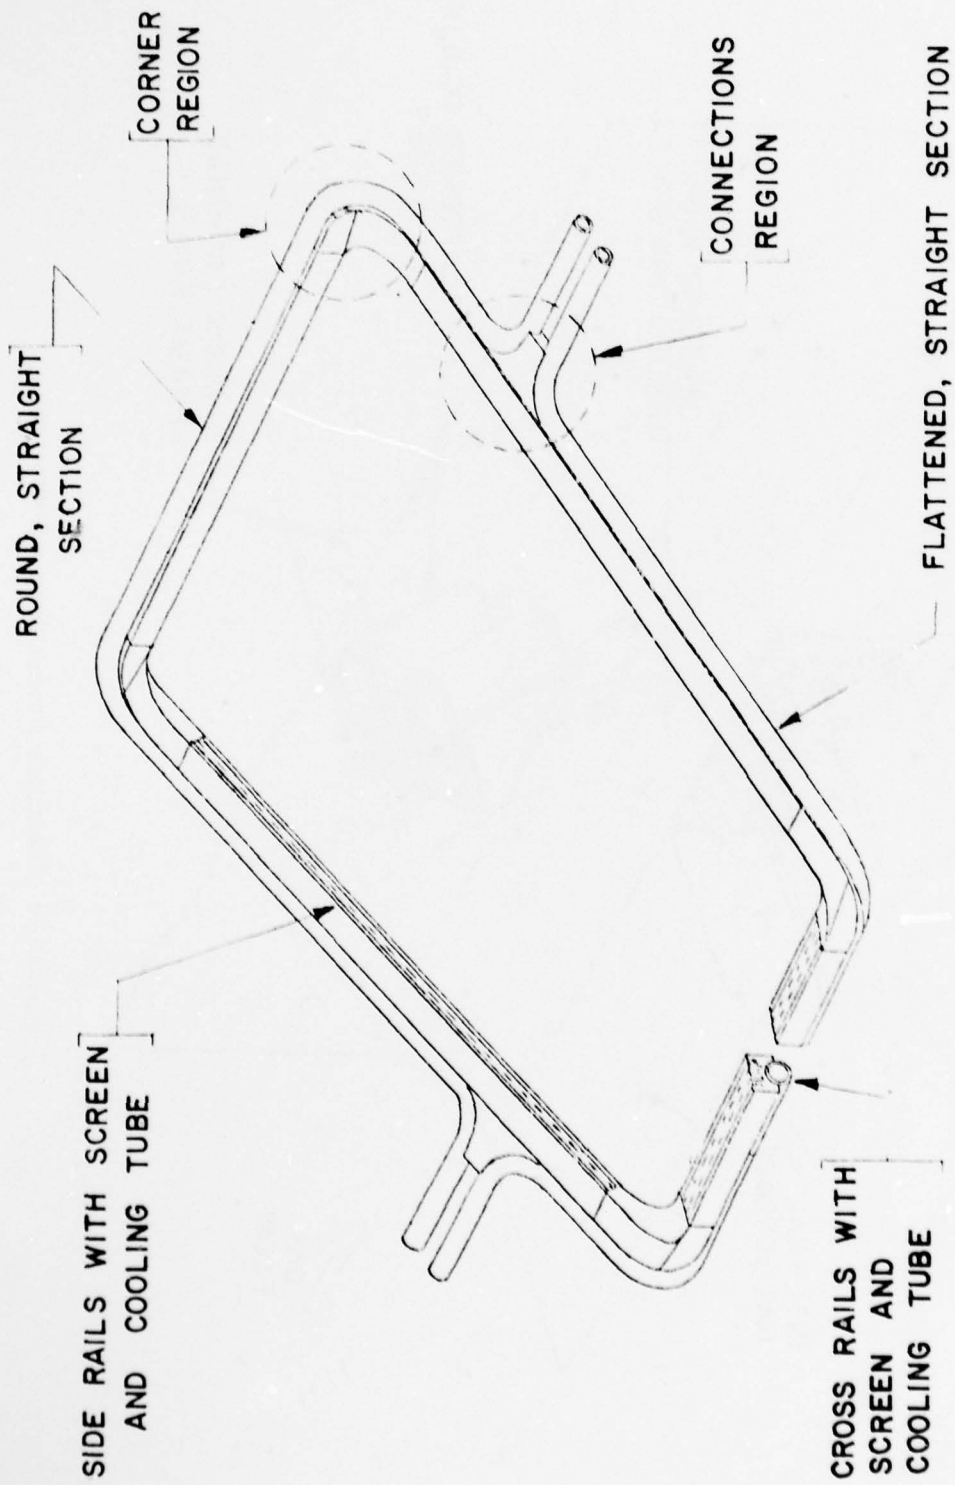 SIDE RAILS WITH SCREEN
AND COOLING TUBE
ROUND, STRAIGHT
SECTION
CORNER
REGION
CONNECTIONS
REGION
CROSS RAILS WITH
SCREEN AND
COOLING TUBE
FLATTENED, STRAIGHT SECTION